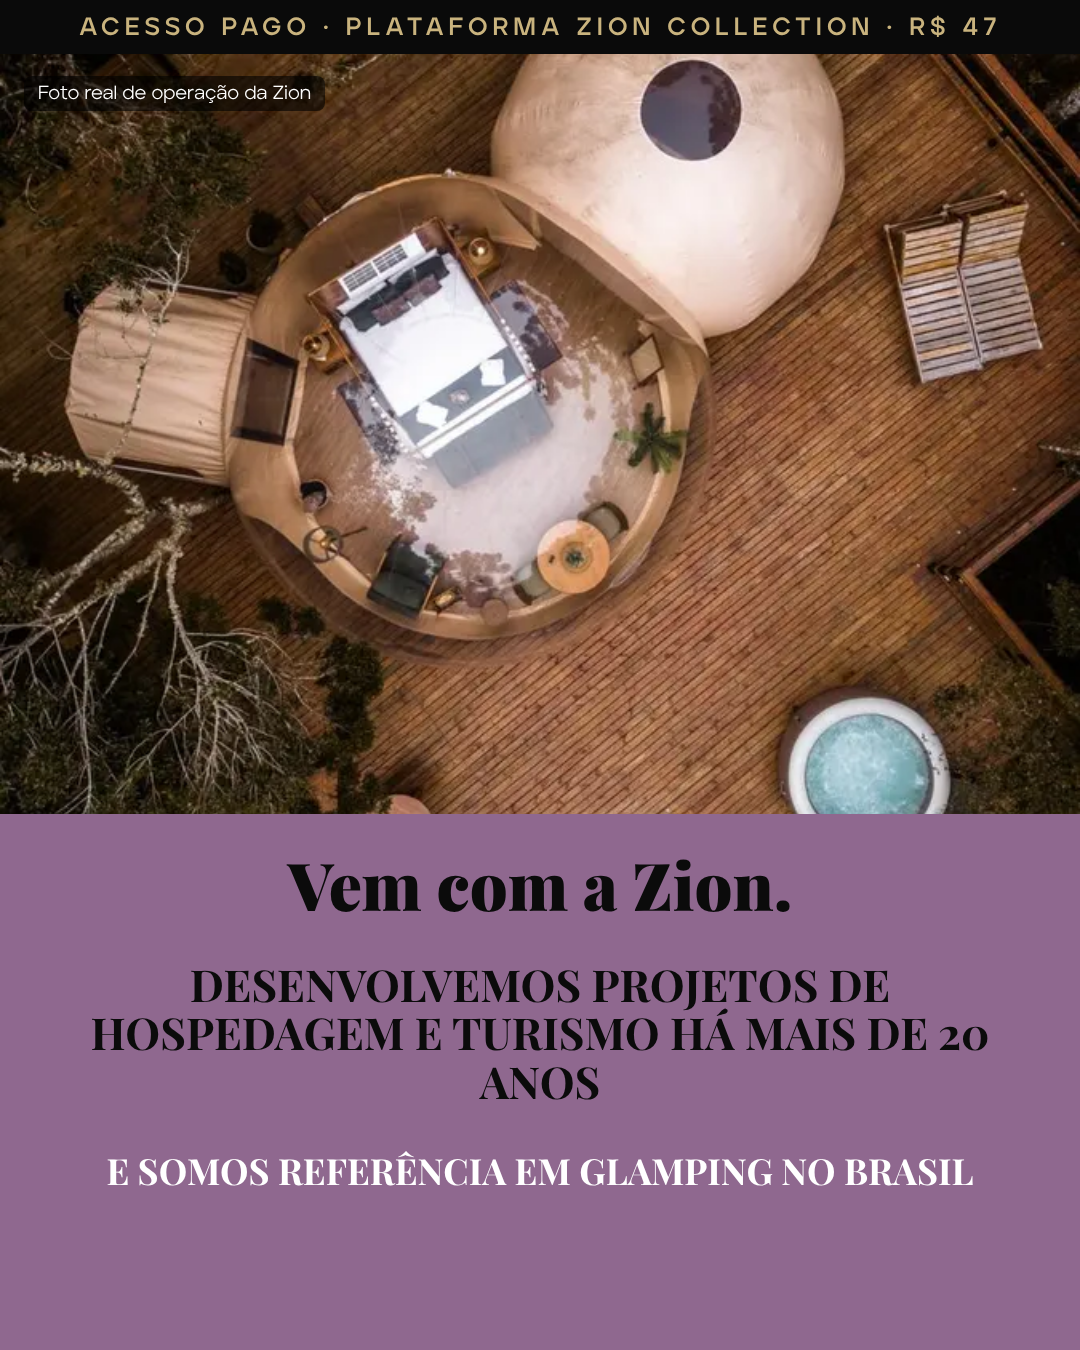 ACESSO PAGO · PLATAFORMA ZION COLLECTION · R$ 47
Foto real de operação da Zion
Vem com a Zion.
DESENVOLVEMOS PROJETOS DE
HOSPEDAGEM E TURISMO HÁ MAIS DE 20
ANOS
E SOMOS REFERÊNCIA EM GLAMPING NO BRASIL